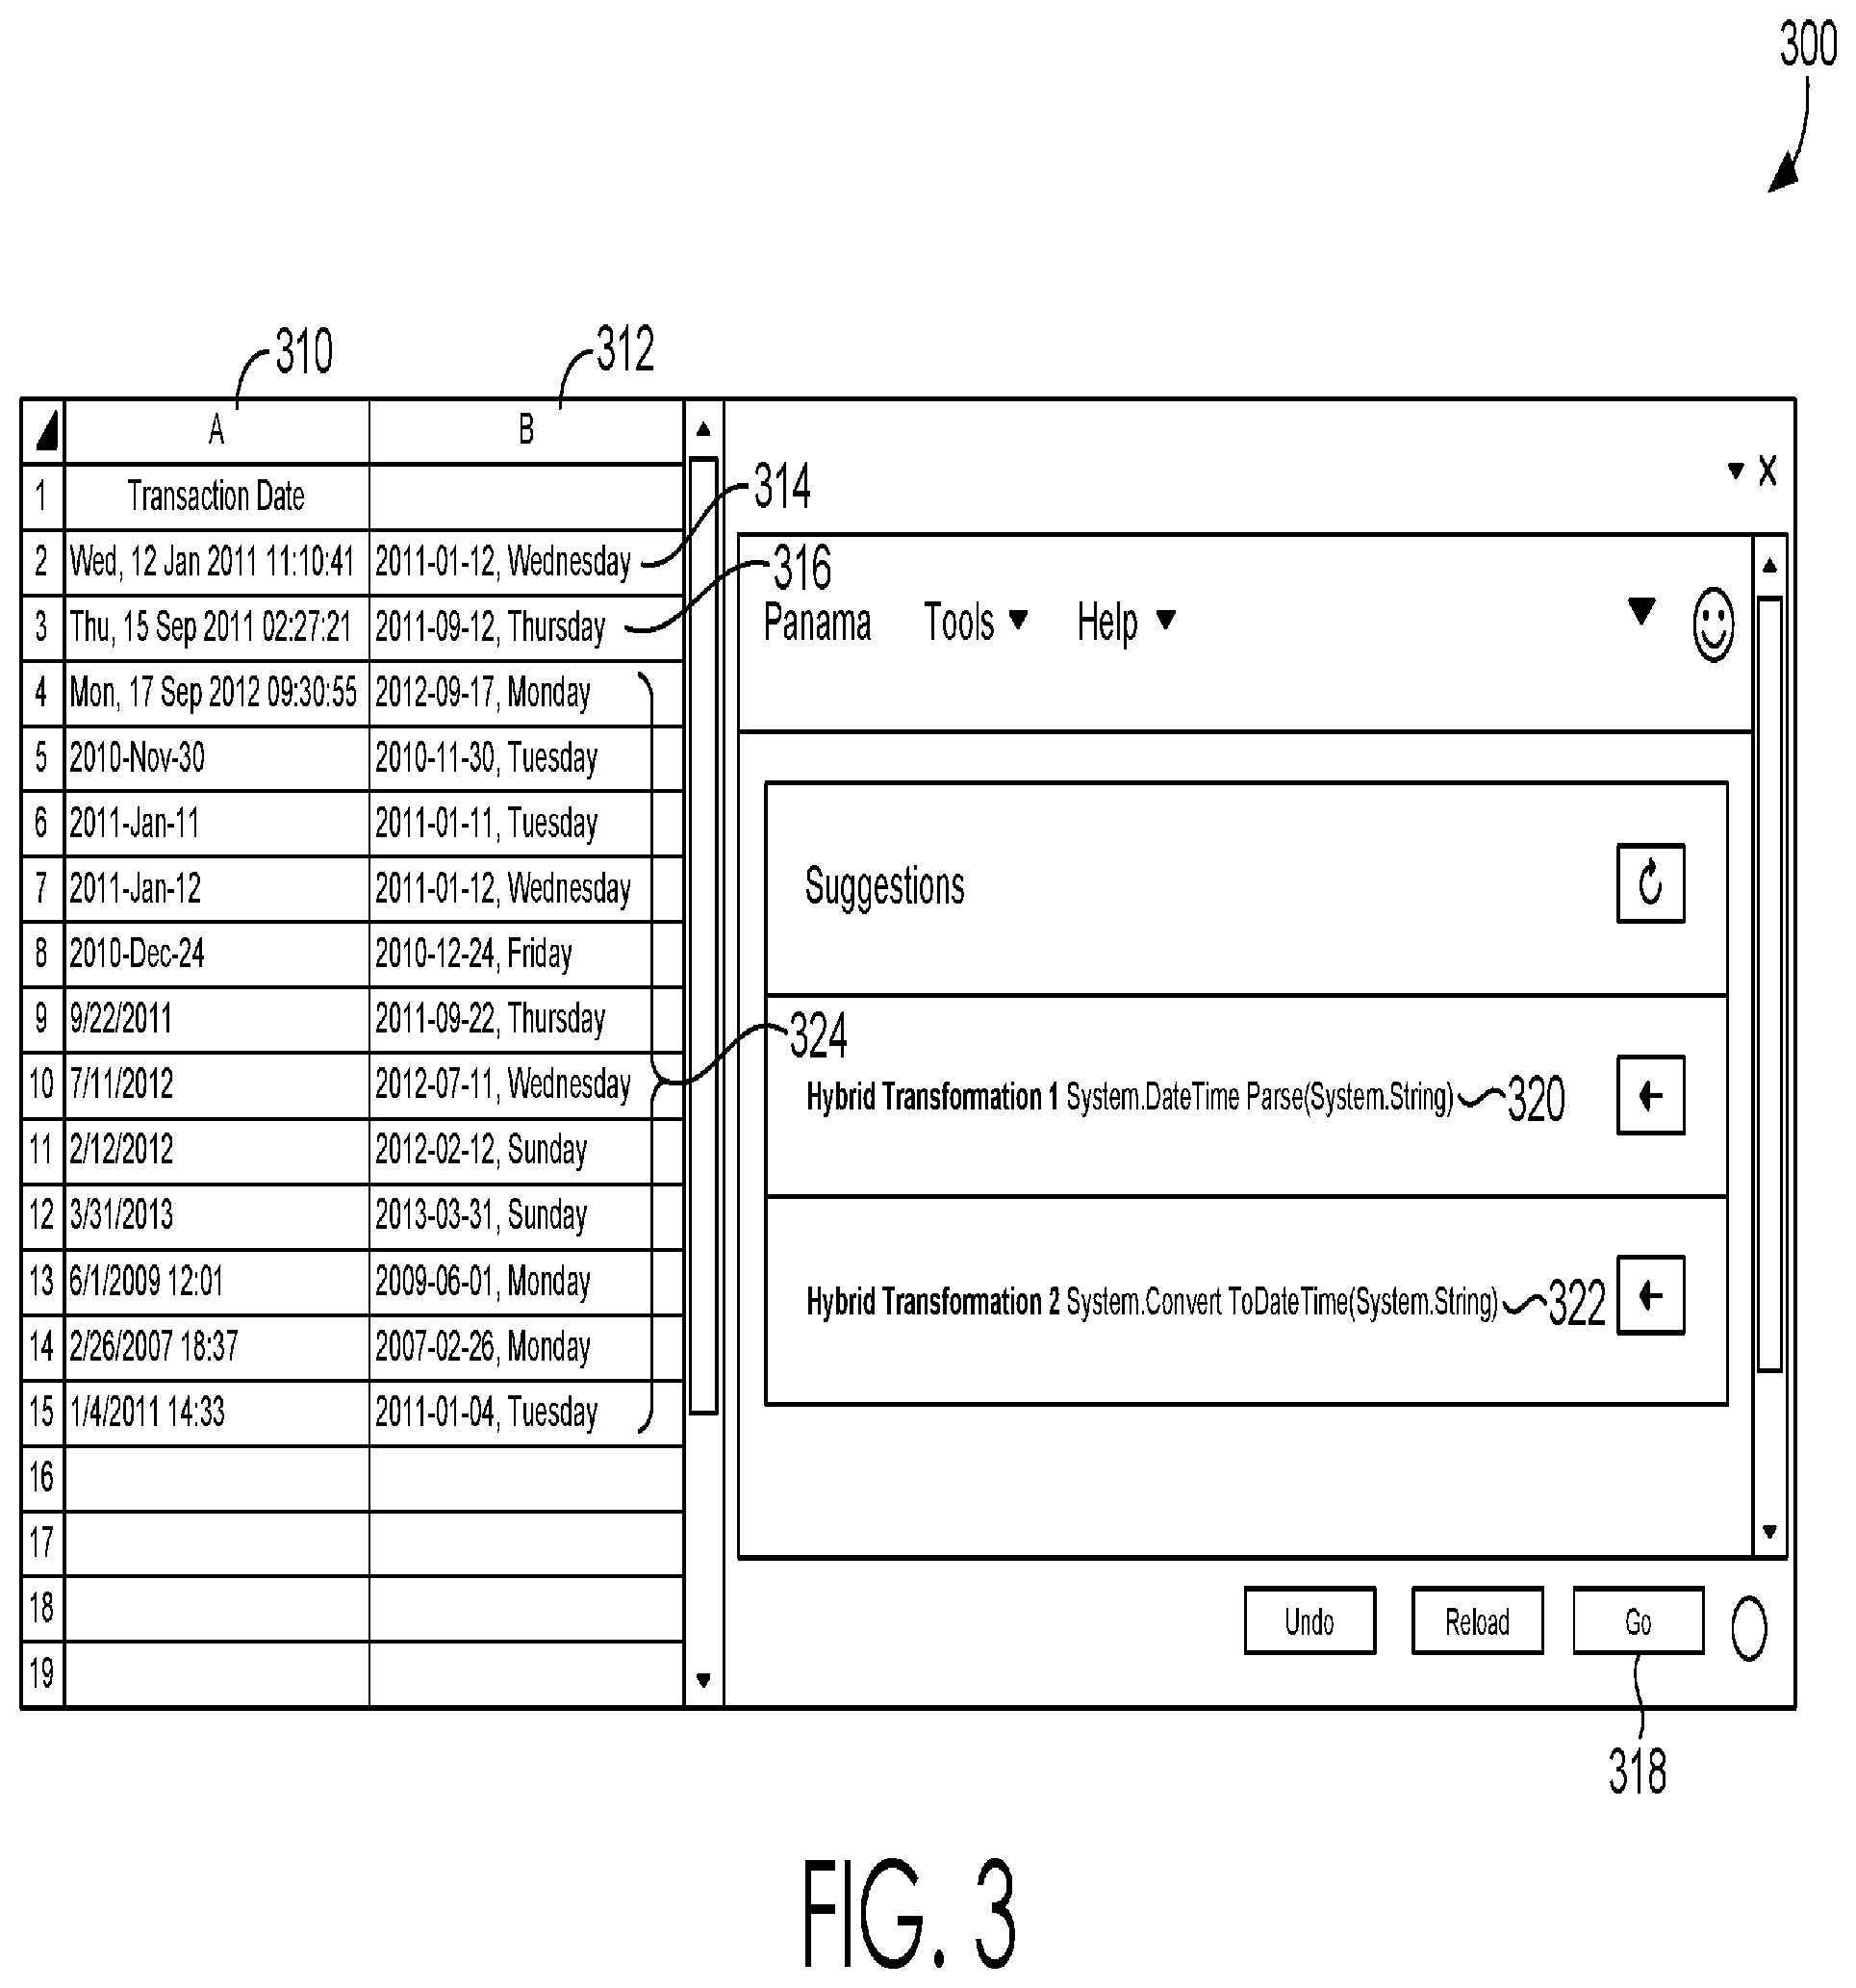 300
310
312
A B
1 Transaction Date
314
2 Wed, 12 Jan 2011 11:10:41 2011-01-12, Wednesday
316
3 Thu, 15 Sep 2011 02:27:21 2011-09-12, Thursday
4 Mon, 17 Sep 2012 09:30:55 2012-09-17, Monday
5 2010-Nov-30 2010-11-30, Tuesday
6 2011-Jan-11 2011-01-11, Tuesday
7 2011-Jan-12 2011-01-12, Wednesday
8 2010-Dec-24 2010-12-24, Friday
9 9/22/2011 2011-09-22, Thursday
324
10 7/11/2012 2012-07-11, Wednesday
11 2/12/2012 2012-02-12, Sunday
12 3/31/2013 2013-03-31, Sunday
13 6/1/2009 12:01 2009-06-01, Monday
14 2/26/2007 18:37 2007-02-26, Monday
15 1/4/2011 14:33 2011-01-04, Tuesday
16
17
18
19
X
Panama Tools Help
Suggestions
Hybrid Transformation 1 System.DateTime Parse(System.String) 320
Hybrid Transformation 2 System.Convert ToDateTime(System.String) 322
Undo Reload Go
318
FIG. 3